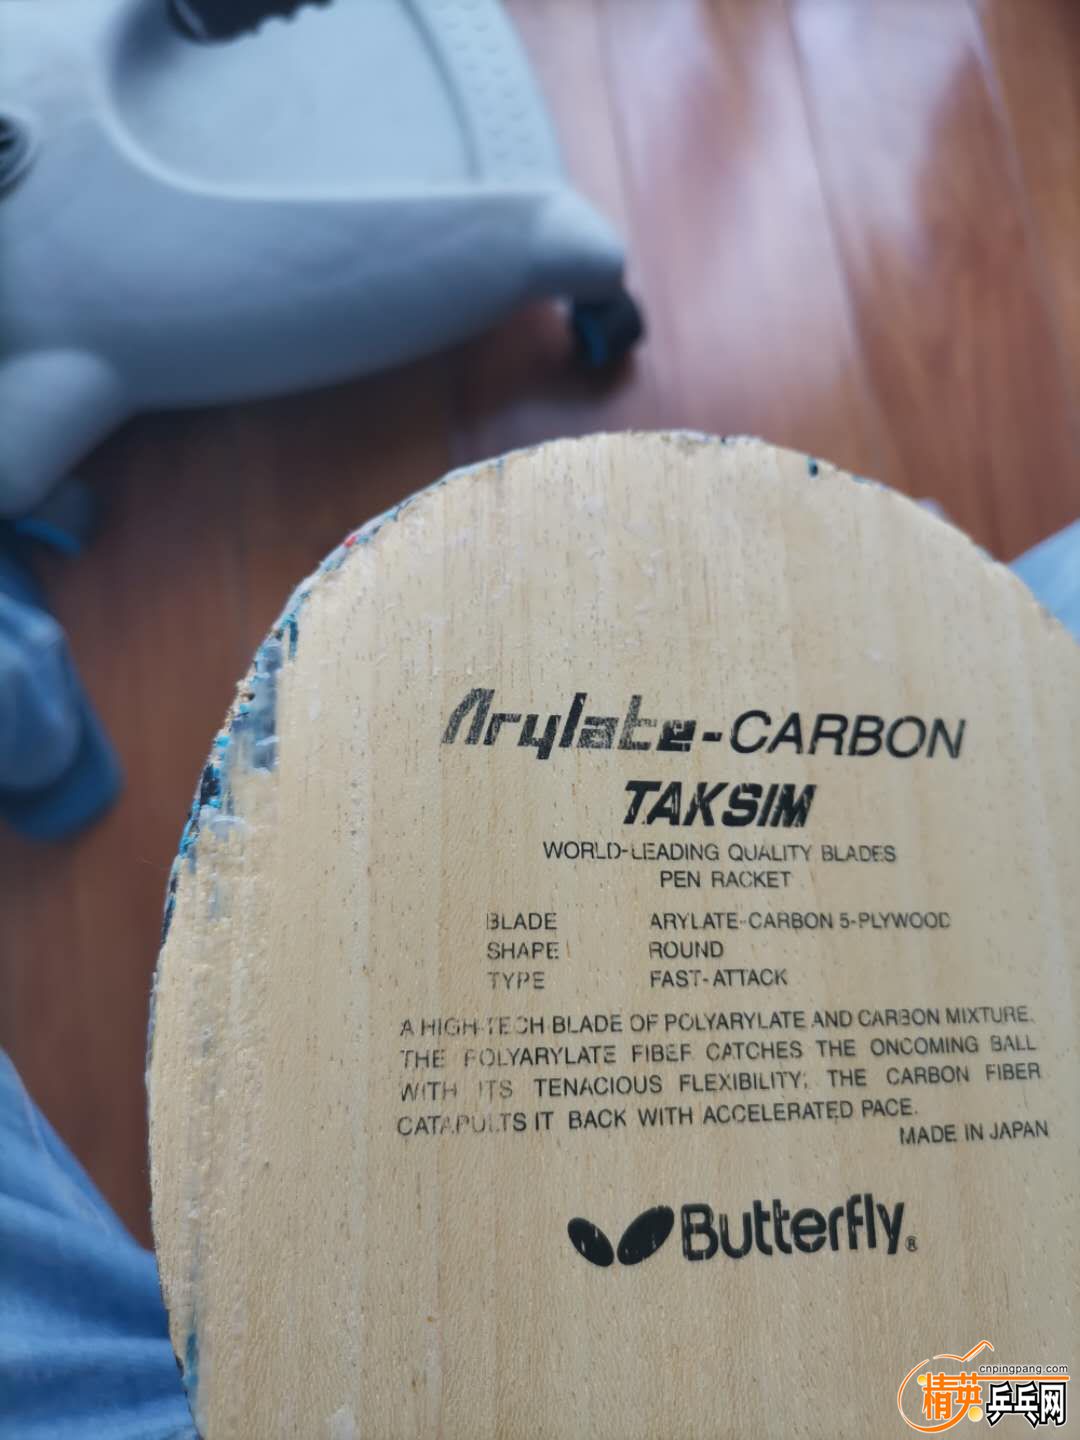 Arylate-CARBON
TAKSIM
WORLD-LEADING QUALITY BLADES
PEN RACKET
BLADE ARYLATE-CARBON 5-PLYWOOD
SHAPE ROUND
TYPE FAST-ATTACK
A HIGH-TECH BLADE OF POLYARYLATE AND CARBON MIXTURE.
THE POLYARYLATE FIBER CATCHES THE ONCOMING BALL
WITH ITS TENACIOUS FLEXIBILITY; THE CARBON FIBER
CATAPULTS IT BACK WITH ACCELERATED PACE.
MADE IN JAPAN
Butterfly®
cnpingpang.com
精英乒乓网